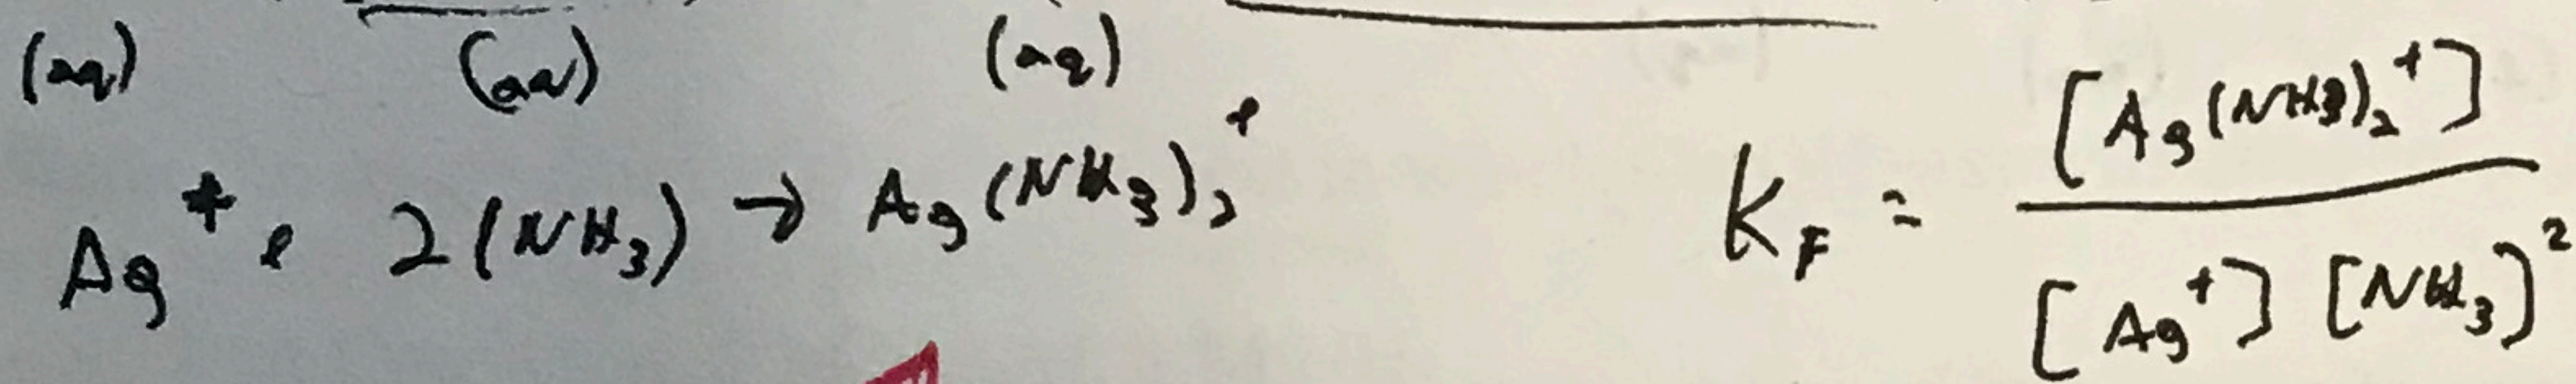 (aq) (aq) (aq)
Ag⁺ + 2(NH₃) → Ag(NH₃)₂⁺
K_F = [Ag(NH₃)₂⁺] / [Ag⁺] [NH₃]²